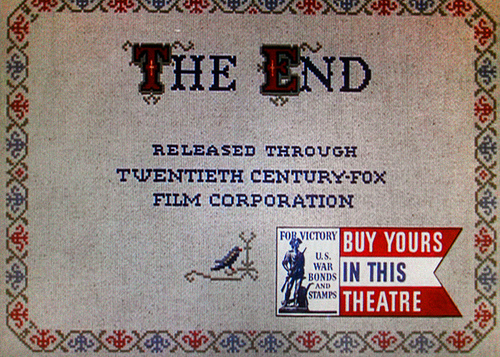 THE END
RELEASED THROUGH
TWENTIETH CENTURY-FOX
FILM CORPORATION
FOR VICTORY
U.S.
WAR
BONDS
AND
STAMPS
BUY YOURS
IN THIS
THEATRE